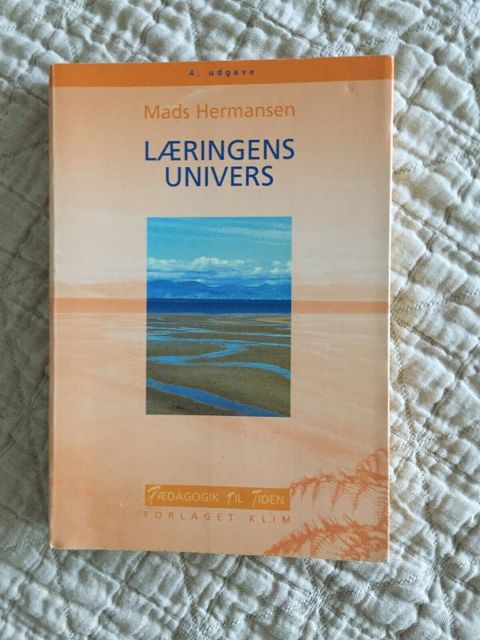 4. udgave
Mads Hermansen
LÆRINGENS
UNIVERS
PÆDAGOGIK TIL TIDEN
FORLAGET KLIM